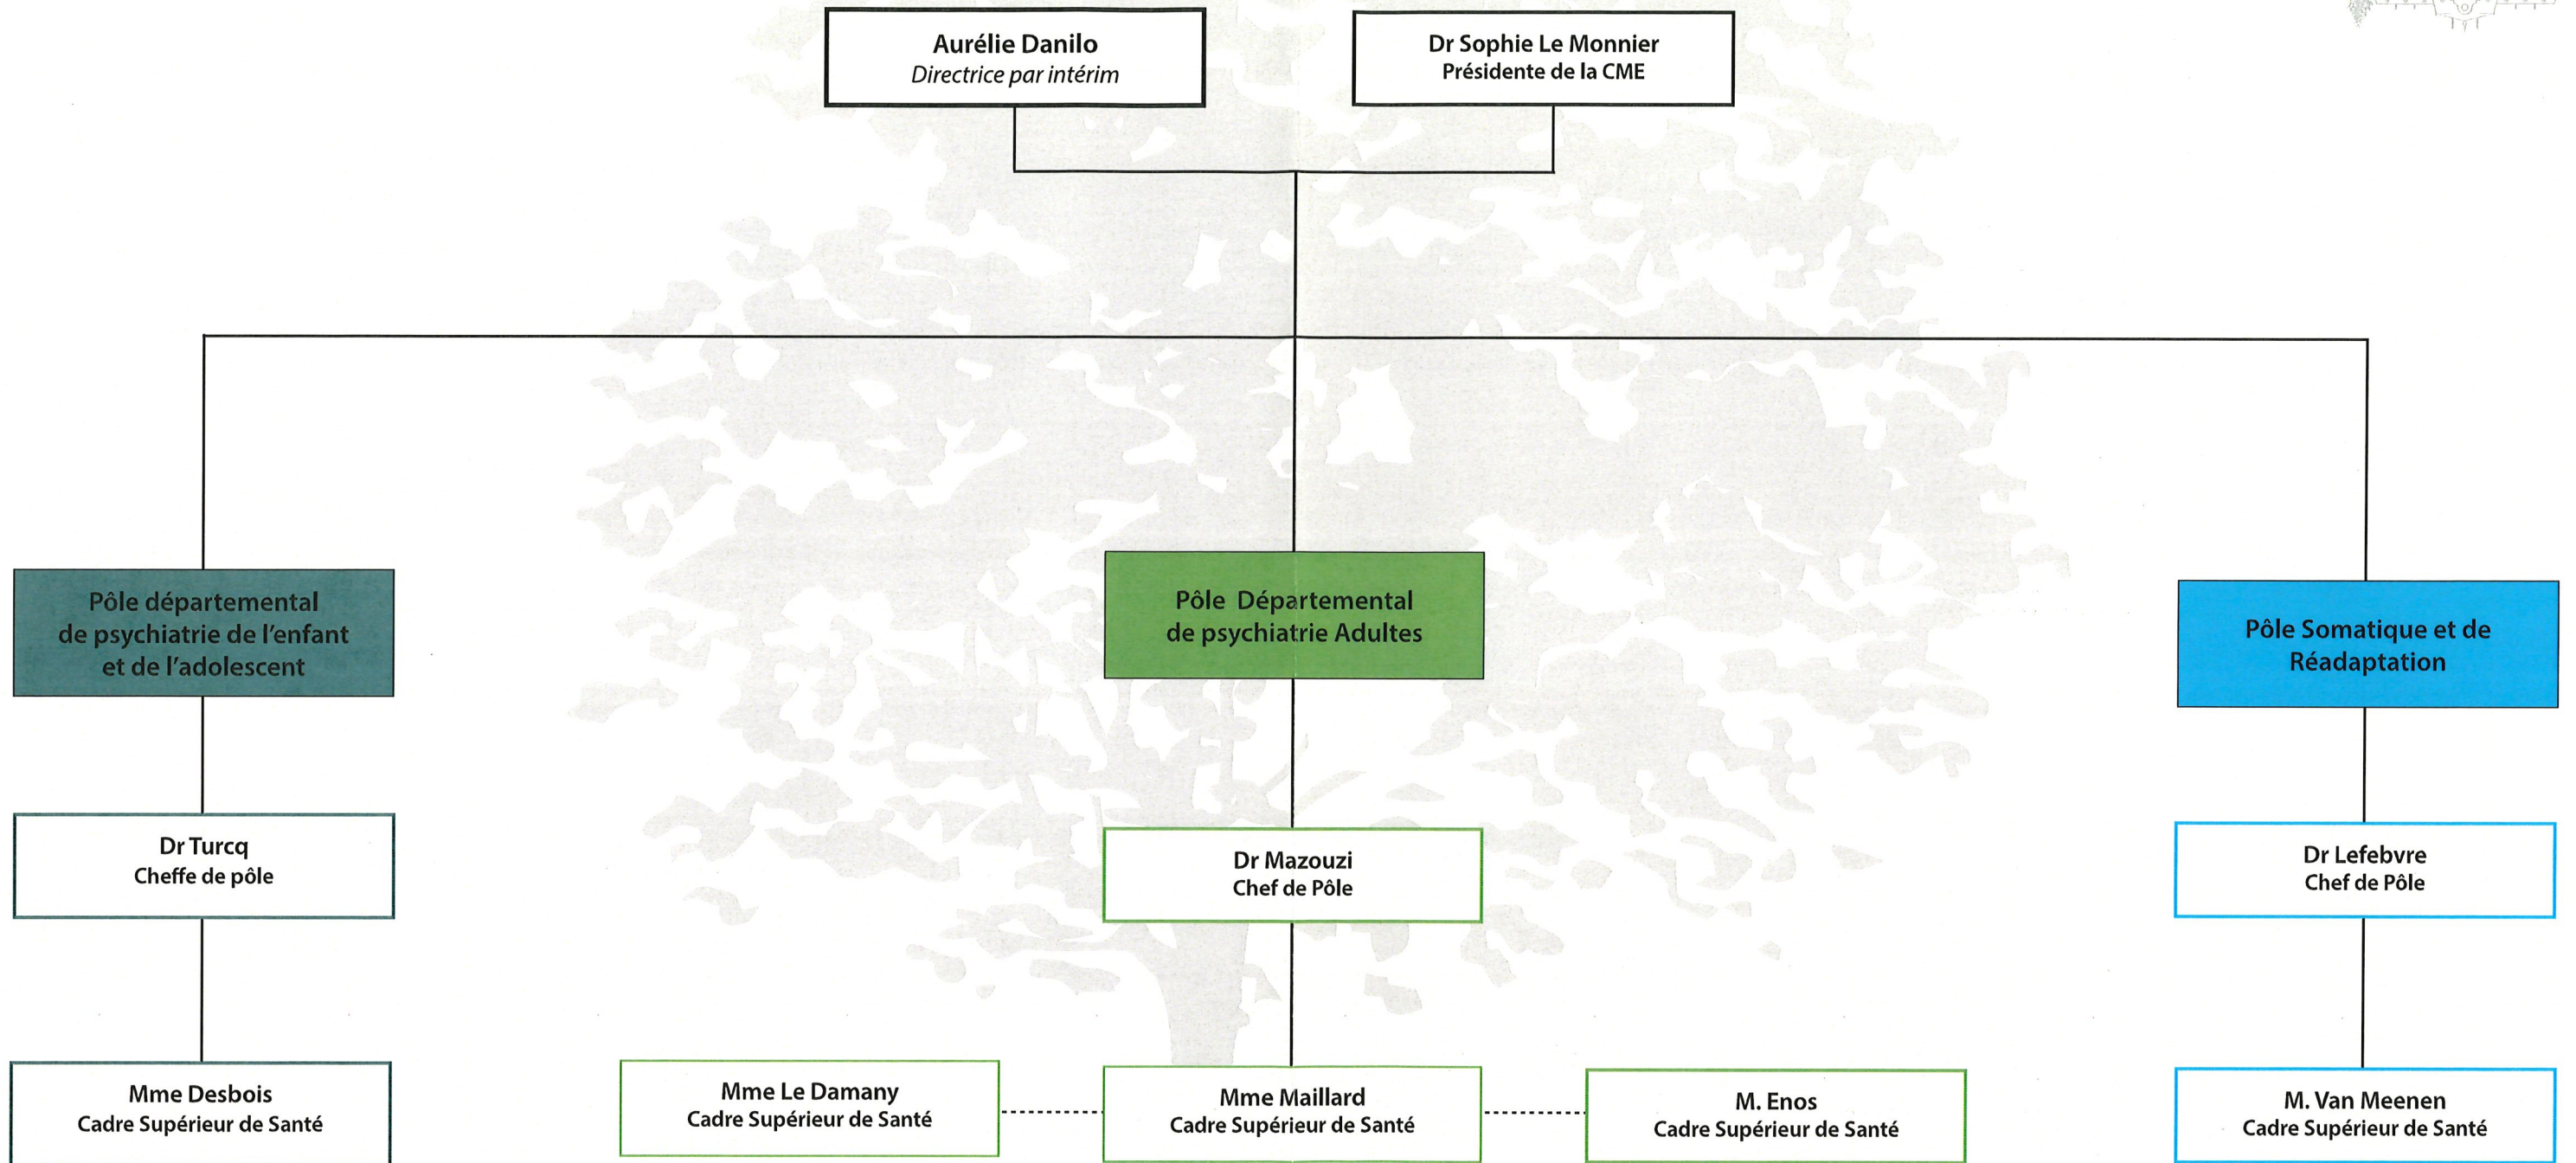 Aurélie Danilo
Directrice par intérim
Dr Sophie Le Monnier
Présidente de la CME
Pôle départemental
de psychiatrie de l'enfant
et de l'adolescent
Pôle Départemental
de psychiatrie Adultes
Pôle Somatique et de
Réadaptation
Dr Turcq
Cheffe de pôle
Dr Mazouzi
Chef de Pôle
Dr Lefebvre
Chef de Pôle
Mme Desbois
Cadre Supérieur de Santé
Mme Le Damany
Cadre Supérieur de Santé
Mme Maillard
Cadre Supérieur de Santé
M. Enos
Cadre Supérieur de Santé
M. Van Meenen
Cadre Supérieur de Santé